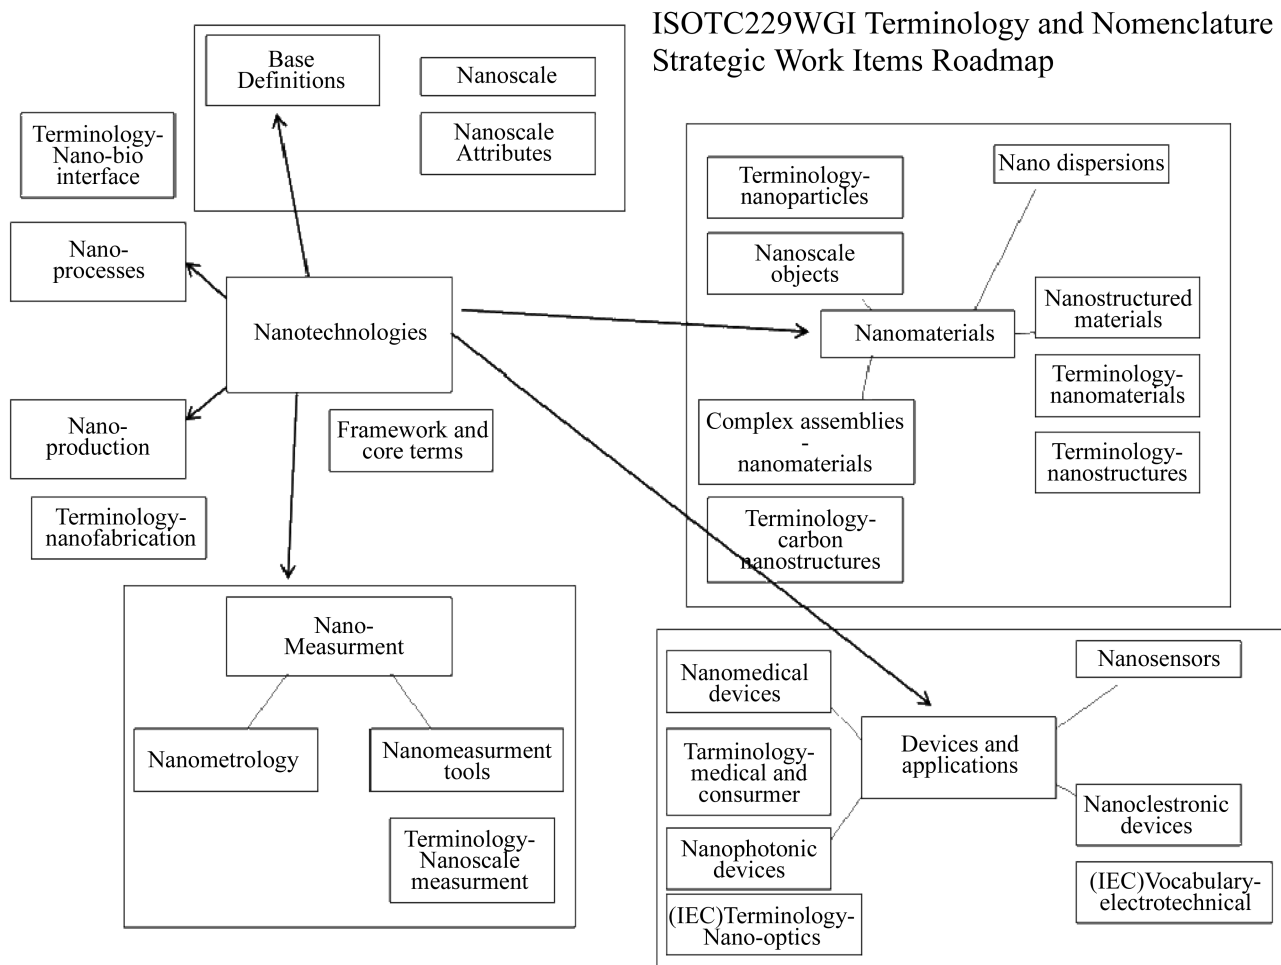 ISOTC229WGI Terminology and Nomenclature
Strategic Work Items Roadmap
Base
Definitions
Nanoscale
Nanoscale
Attributes
Terminology-
Nano-bio
interface
Nano-
processes
Nanotechnologies
Nano-
production
Framework and
core terms
Terminology-
nanofabrication
Nano-
Measurment
Nanometrology
Nanomeasurment
tools
Terminology-
Nanoscale
measurment
Terminology-
nanoparticles
Nano dispersions
Nanoscale
objects
Nanomaterials
Nanostructured
materials
Terminology-
nanomaterials
Complex assemblies
-
nanomaterials
Terminology-
nanostructures
Terminology-
carbon
nanostructures
Nanomedical
devices
Nanosensors
Tarminology-
medical and
consurmer
Devices and
applications
Nanophotonic
devices
Nanoclestronic
devices
(IEC)Terminology-
Nano-optics
(IEC)Vocabulary-
electrotechnical